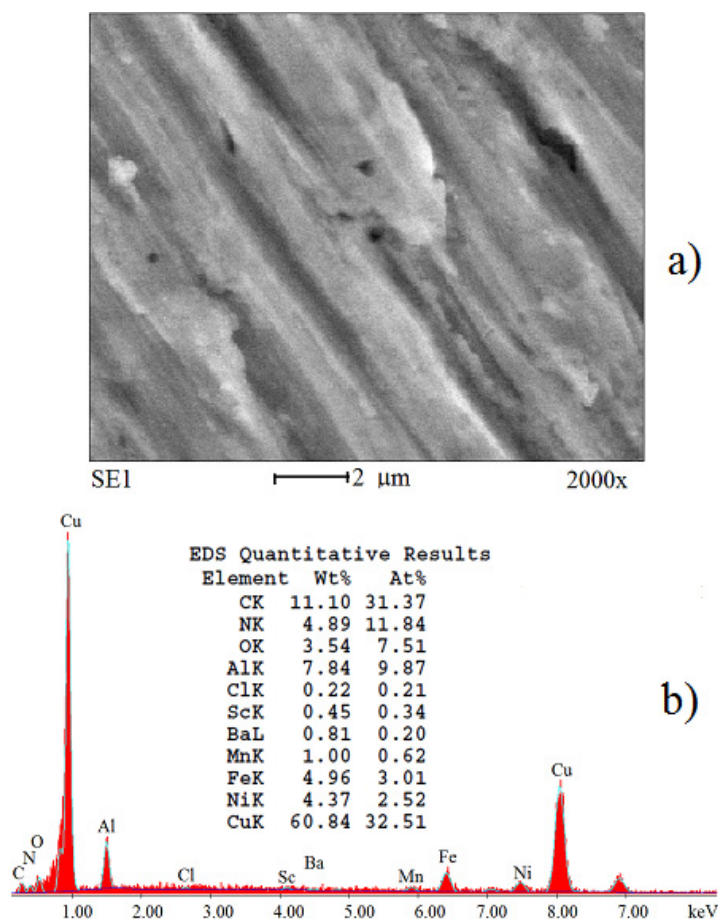 a)
SE1 2 µm 2000x
Cu
EDS Quantitative Results
Element Wt% At%
CK 11.10 31.37
NK 4.89 11.84
OK 3.54 7.51
AlK 7.84 9.87
ClK 0.22 0.21
ScK 0.45 0.34
BaL 0.81 0.20
MnK 1.00 0.62
FeK 4.96 3.01
NiK 4.37 2.52
CuK 60.84 32.51
b)
Cu
C N O Al Cl Sc Ba Mn Fe Ni
1.00 2.00 3.00 4.00 5.00 6.00 7.00 8.00 7.00 keV